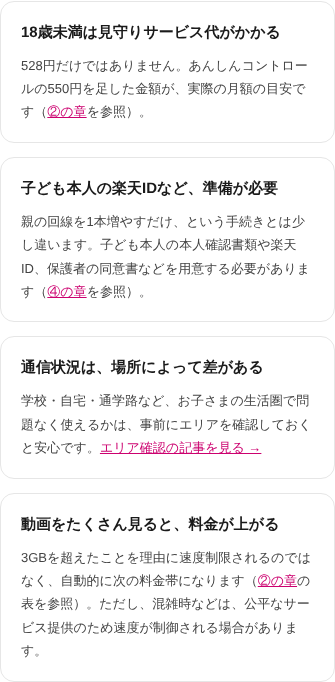 18歳未満は見守りサービス代がかかる
528円だけではありません。あんしんコントロー
ルの550円を足した金額が、実際の月額の目安で
す（②の章を参照）。
子ども本人の楽天IDなど、準備が必要
親の回線を1本増やすだけ、という手続きとは少
し違います。子ども本人の本人確認書類や楽天
ID、保護者の同意書などを用意する必要がありま
す（④の章を参照）。
通信状況は、場所によって差がある
学校・自宅・通学路など、お子さまの生活圏で問
題なく使えるかは、事前にエリアを確認しておく
と安心です。エリア確認の記事を見る →
動画をたくさん見ると、料金が上がる
3GBを超えたことを理由に速度制限されるのでは
なく、自動的に次の料金帯になります（②の章の
表を参照）。ただし、混雑時などは、公平なサー
ビス提供のため速度が制御される場合がありま
す。